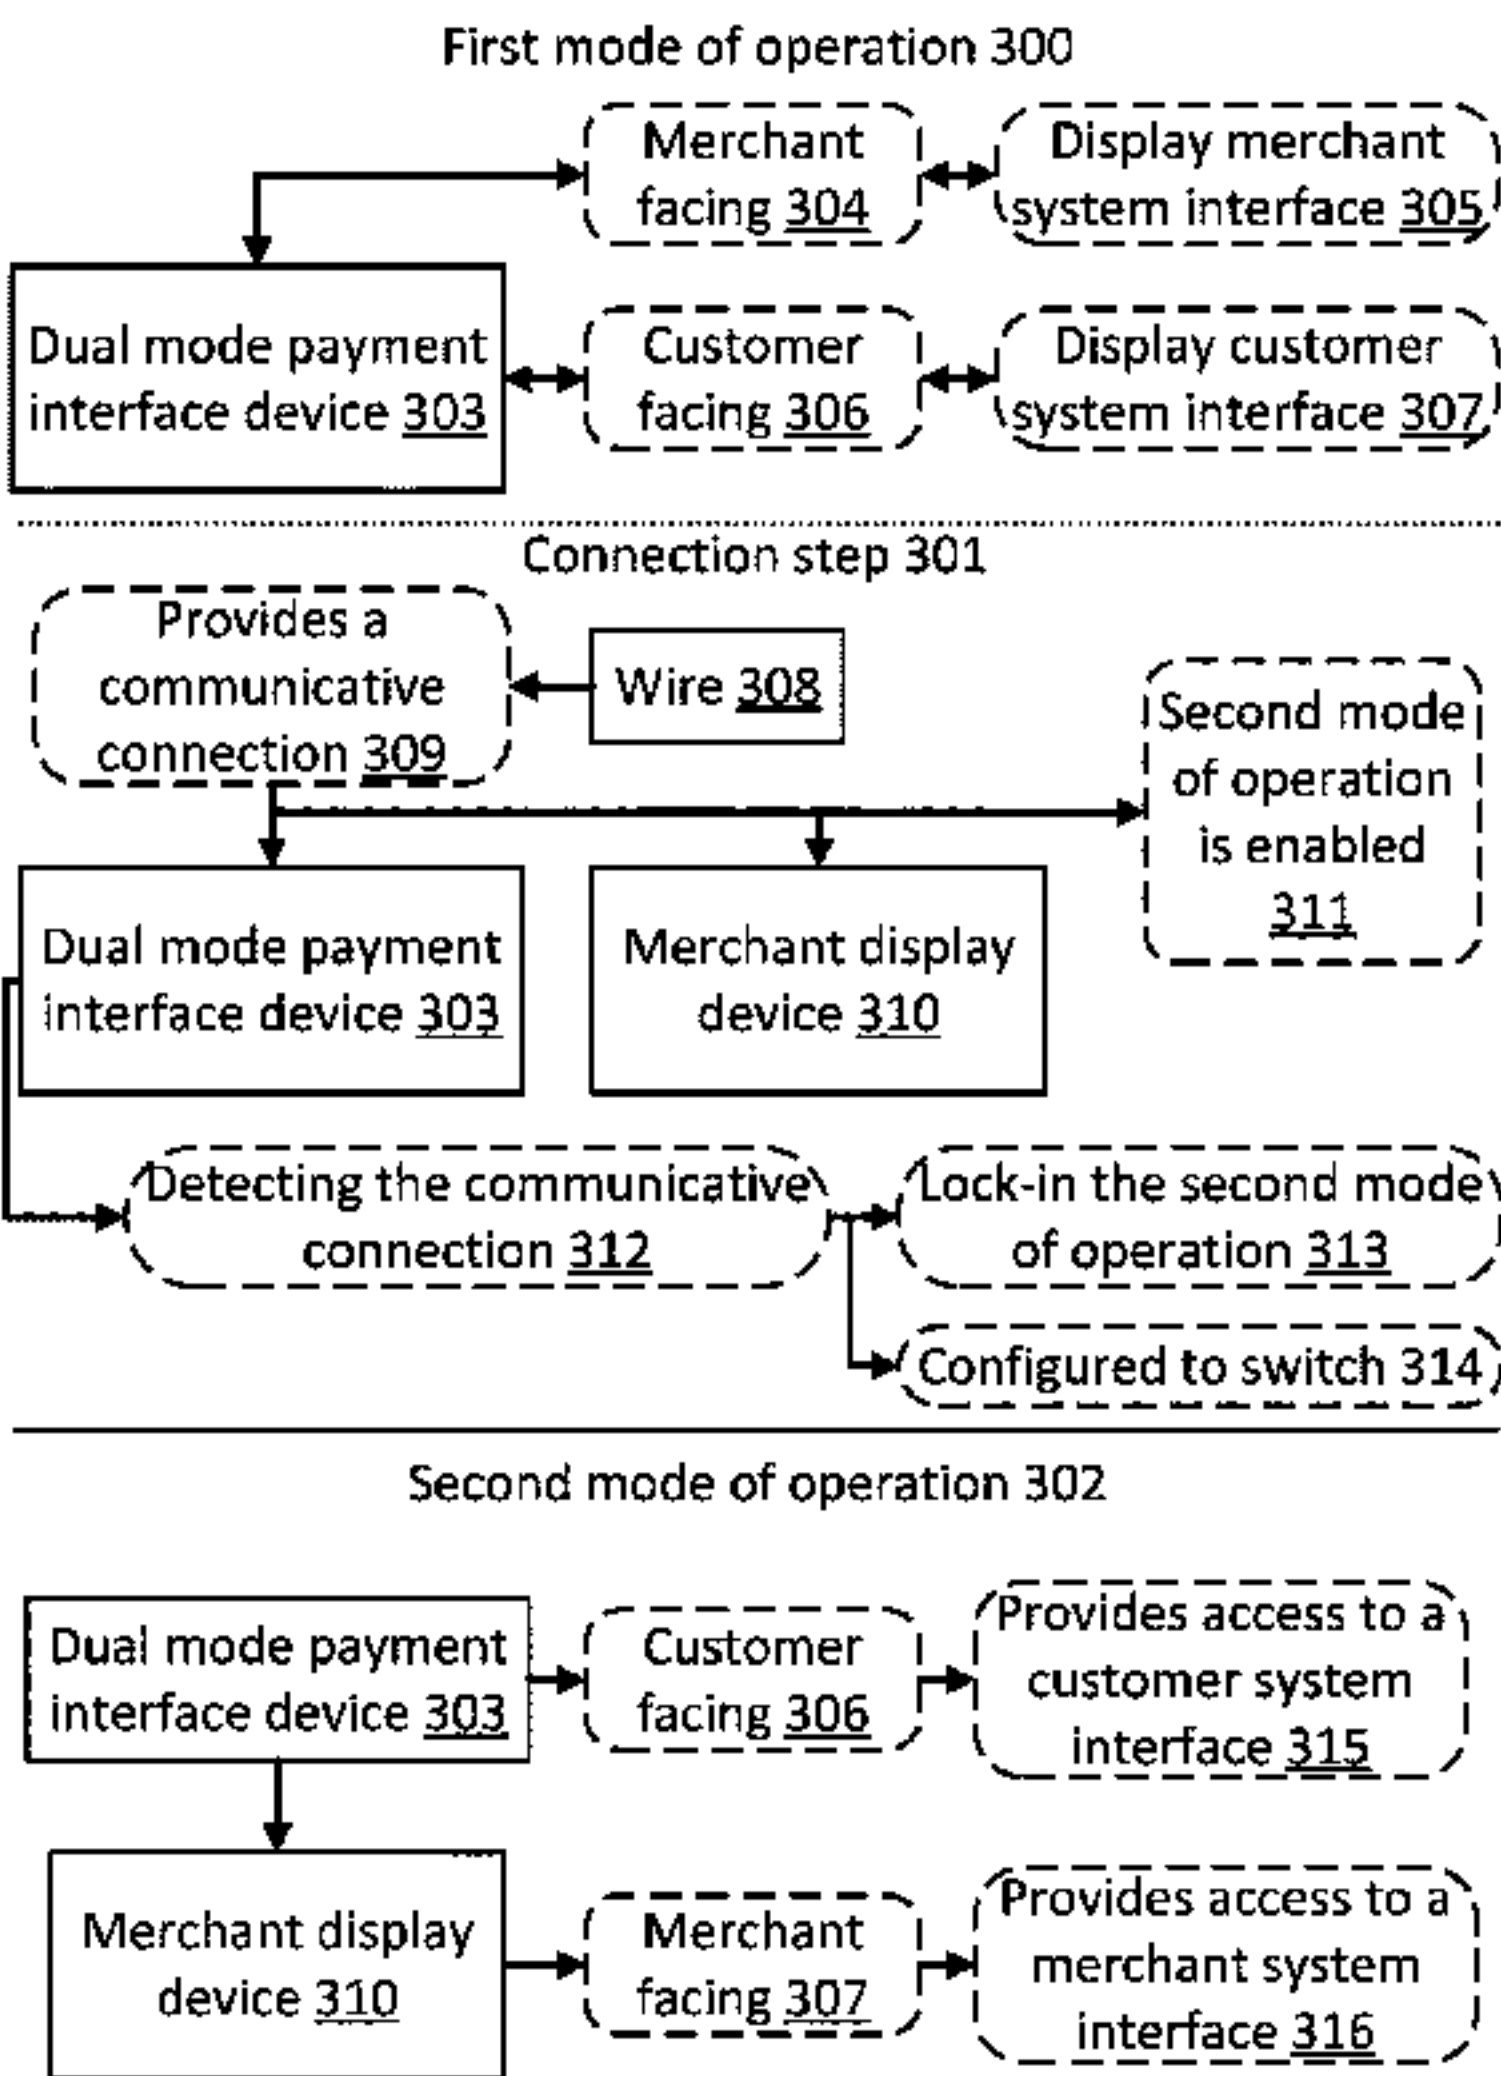 First mode of operation 300
Merchant
facing 304
Display merchant
system interface 305
Dual mode payment
interface device 303
Customer
facing 306
Display customer
system interface 307
Connection step 301
Provides a
communicative
connection 309
Wire 308
Second mode
of operation
is enabled
311
Dual mode payment
interface device 303
Merchant display
device 310
Detecting the communicative
connection 312
Lock-in the second mode
of operation 313
Configured to switch 314
Second mode of operation 302
Dual mode payment
interface device 303
Customer
facing 306
Provides access to a
customer system
interface 315
Merchant display
device 310
Merchant
facing 307
Provides access to a
merchant system
interface 316